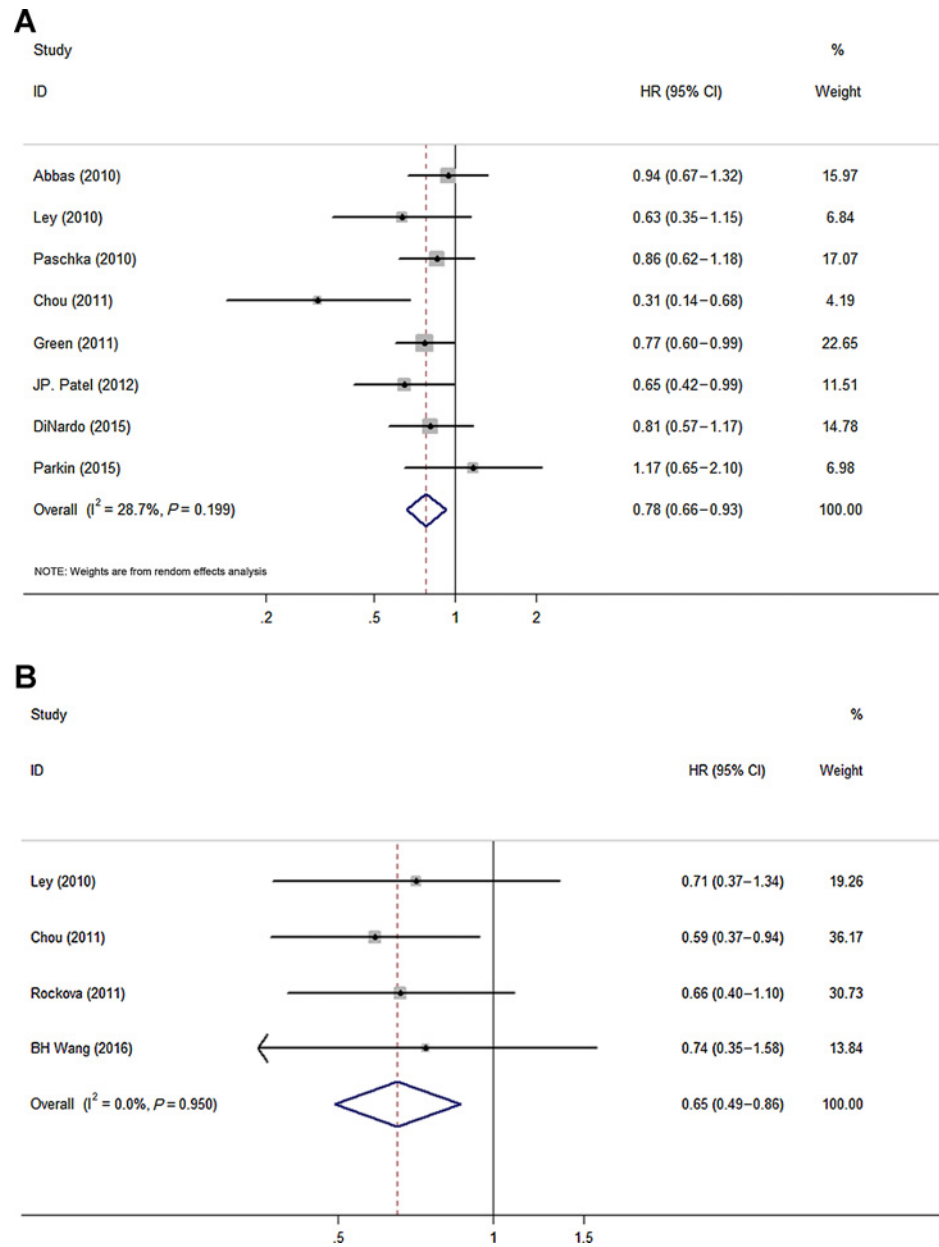 A
Study %
ID HR (95% CI) Weight
Abbas (2010) 0.94 (0.67–1.32) 15.97
Ley (2010) 0.63 (0.35–1.15) 6.84
Paschka (2010) 0.86 (0.62–1.18) 17.07
Chou (2011) 0.31 (0.14–0.68) 4.19
Green (2011) 0.77 (0.60–0.99) 22.65
JP. Patel (2012) 0.65 (0.42–0.99) 11.51
DiNardo (2015) 0.81 (0.57–1.17) 14.78
Parkin (2015) 1.17 (0.65–2.10) 6.98
Overall (I² = 28.7%, P = 0.199) 0.78 (0.66–0.93) 100.00
NOTE: Weights are from rendom effects analysis
.2 .5 1 2
B
Study %
ID HR (95% CI) Weight
Ley (2010) 0.71 (0.37–1.34) 19.26
Chou (2011) 0.59 (0.37–0.94) 36.17
Rockova (2011) 0.66 (0.40–1.10) 30.73
BH Wang (2016) 0.74 (0.35–1.58) 13.84
Overall (I² = 0.0%, P = 0.950) 0.65 (0.49–0.86) 100.00
.5 1 1.5